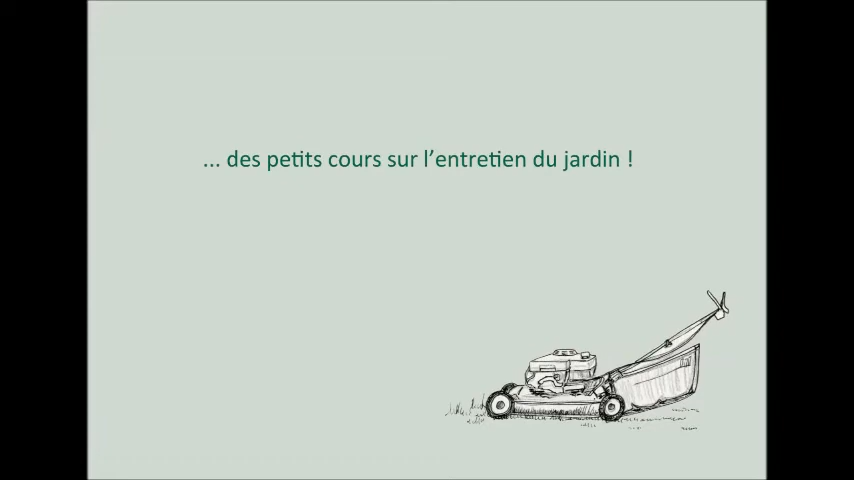 ... des petits cours sur l’entretien du jardin !